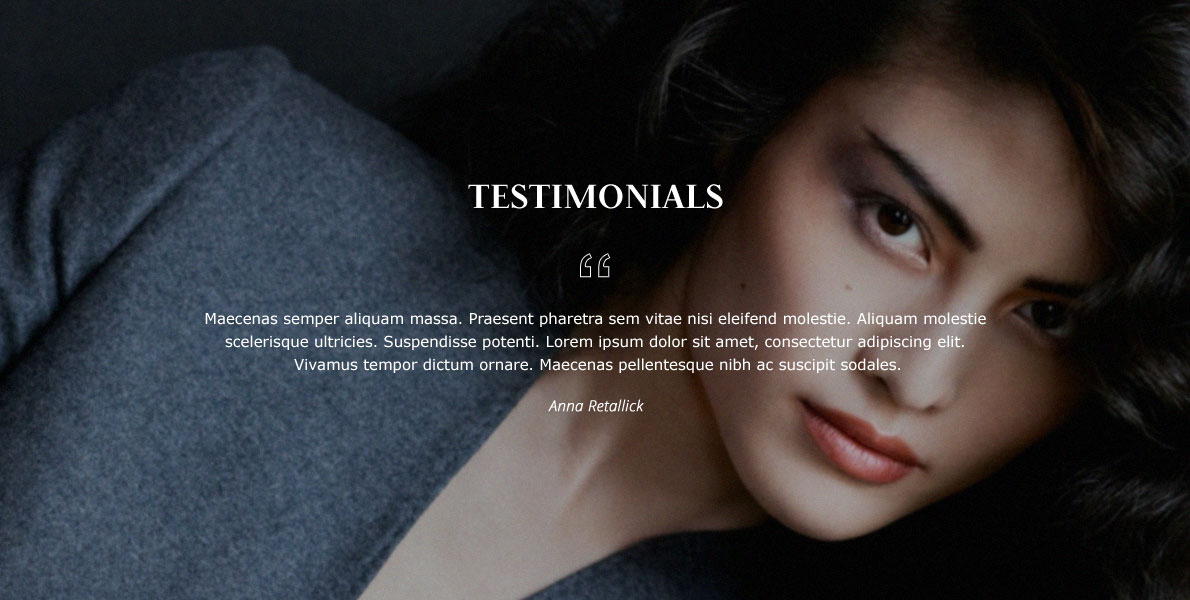 TESTIMONIALS
“
Maecenas semper aliquam massa. Praesent pharetra sem vitae nisi eleifend molestie. Aliquam molestie
scelerisque ultricies. Suspendisse potenti. Lorem ipsum dolor sit amet, consectetur adipiscing elit.
Vivamus tempor dictum ornare. Maecenas pellentesque nibh ac suscipit sodales.
Anna Retallick